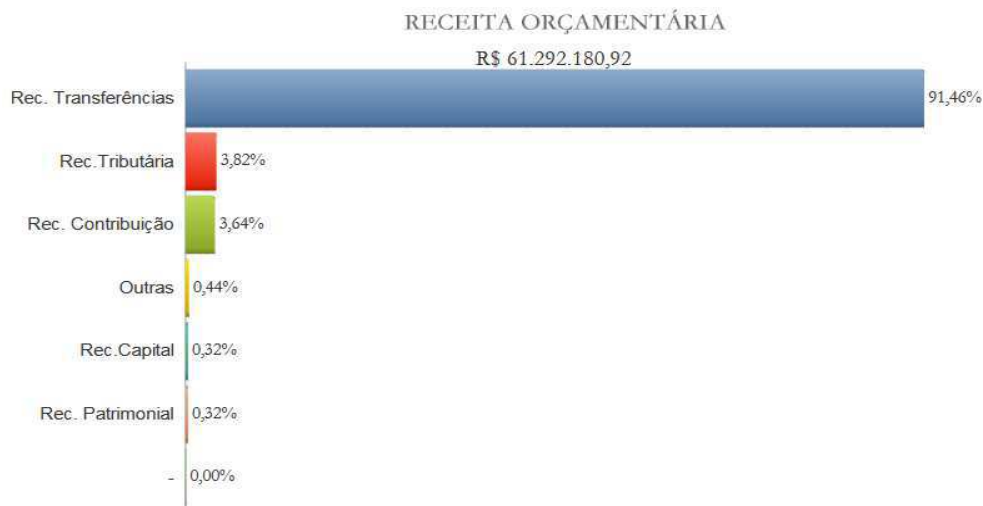 RECEITA ORÇAMENTÁRIA
R$ 61.292.180,92
Rec. Transferências 91,46%
Rec.Tributária 3,82%
Rec. Contribuição 3,64%
Outras 0,44%
Rec.Capital 0,32%
Rec. Patrimonial 0,32%
- 0,00%